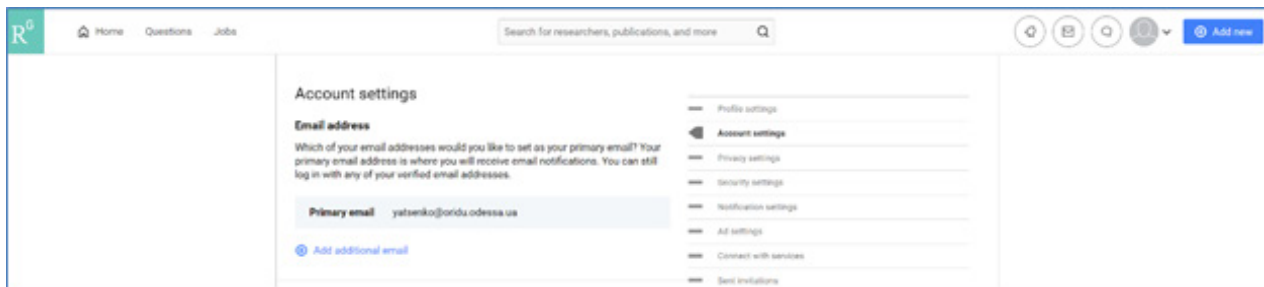 RG
Home Questions Jobs
Search for researchers, publications, and more
Add new
Account settings
Email address
Which of your email addresses would you like to set as your primary email? Your
primary email address is where you will receive email notifications. You can still
log in with any of your verified email addresses.
Primary email yatsenko@oridu.odessa.ua
Add additional email
Profile settings
Account settings
Privacy settings
Security settings
Notification settings
Ad settings
Connect with services
Sent invitations